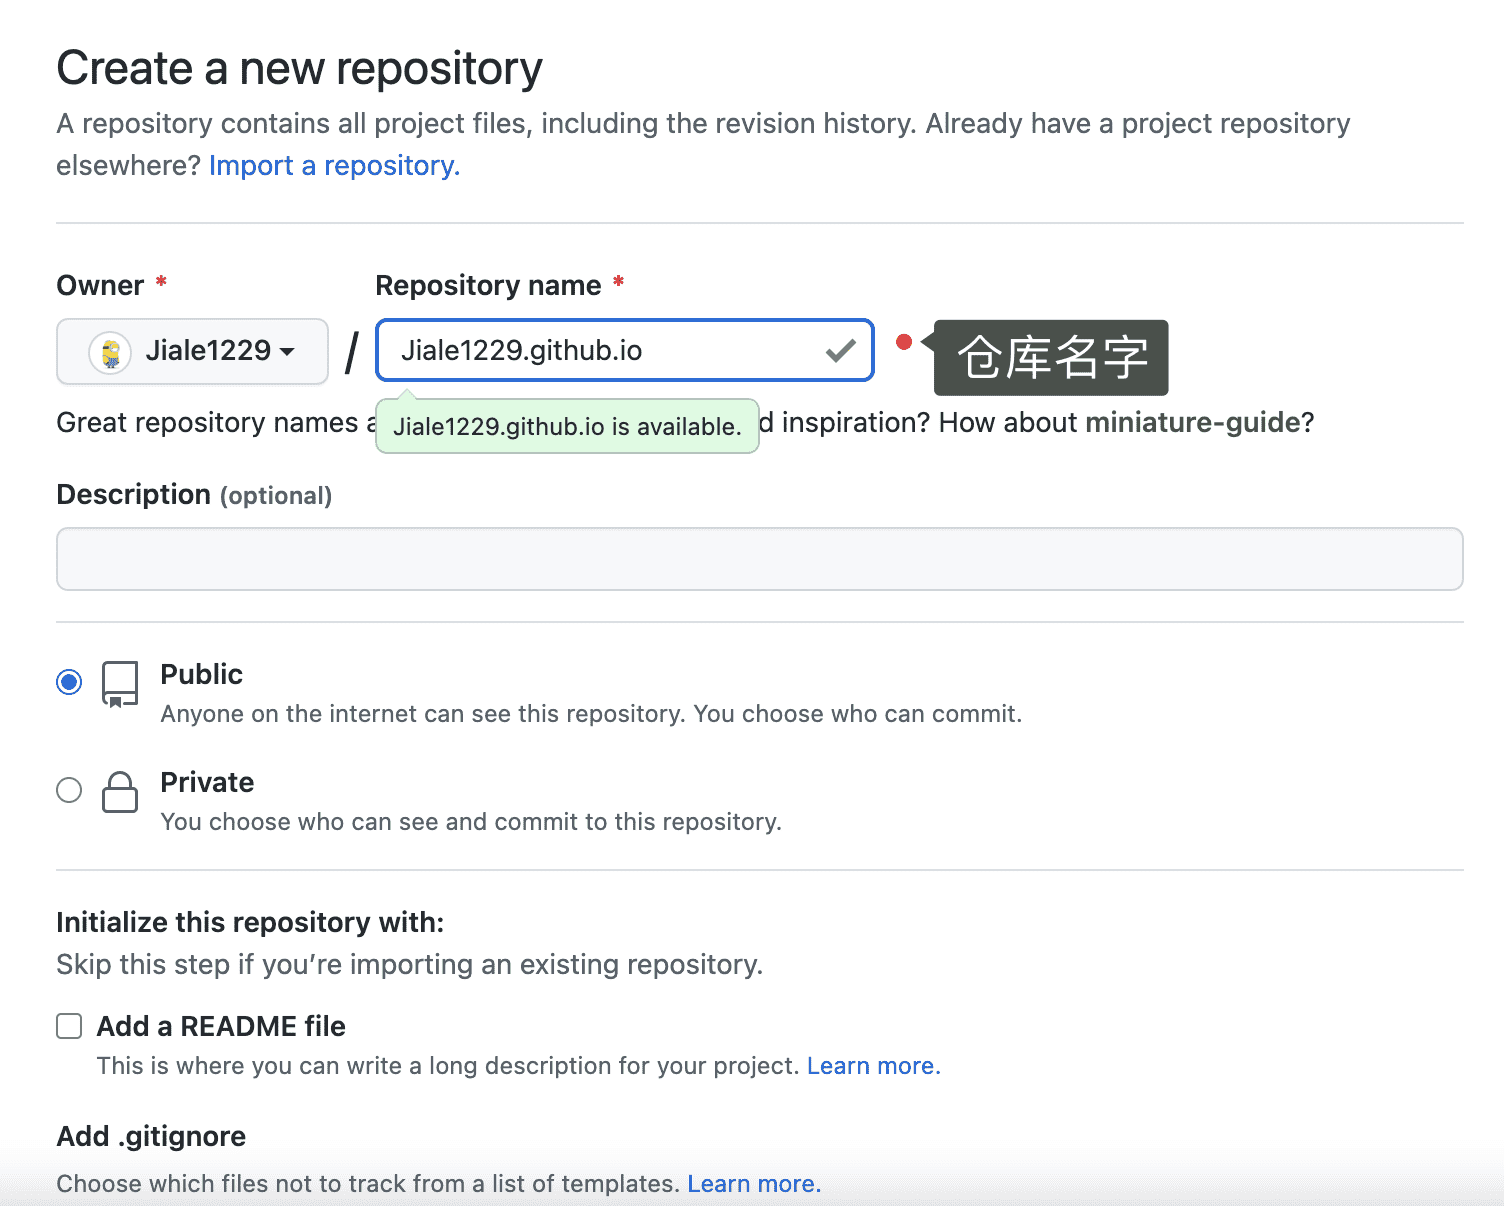 Create a new repository
A repository contains all project files, including the revision history. Already have a project repository
elsewhere? Import a repository.
Owner *
Repository name *
Jiale1229
/
Jiale1229.github.io
仓库名字
Great repository names a
Jiale1229.github.io is available.
d inspiration? How about miniature-guide?
Description (optional)
Public
Anyone on the internet can see this repository. You choose who can commit.
Private
You choose who can see and commit to this repository.
Initialize this repository with:
Skip this step if you’re importing an existing repository.
Add a README file
This is where you can write a long description for your project. Learn more.
Add .gitignore
Choose which files not to track from a list of templates. Learn more.